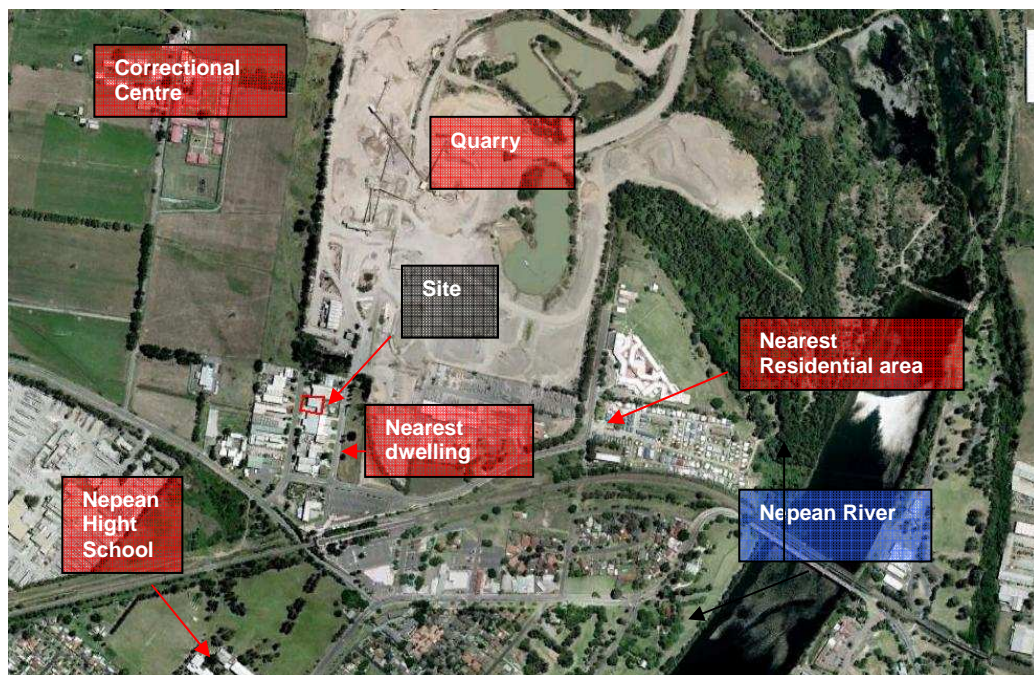 Correctional
Centre
Quarry
Site
Nearest
Residential area
Nearest
dwelling
Nepean
Hight
School
Nepean River